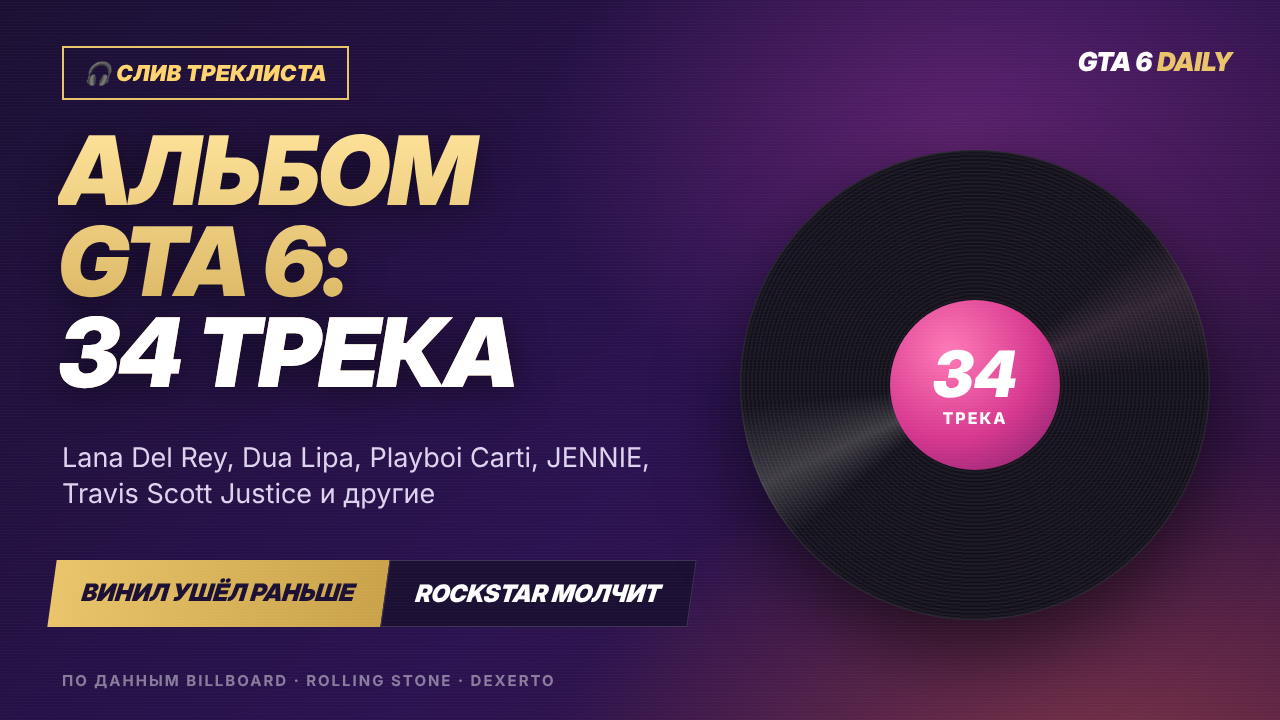 🎧 СЛИВ ТРЕКЛИСТА
GTA 6 DAILY
АЛЬБОМ
GTA 6:
34 ТРЕКА
Lana Del Rey, Dua Lipa, Playboi Carti, JENNIE,
Travis Scott Justice и другие
ВИНИЛ УШЁЛ РАНЬШЕ
ROCKSTAR МОЛЧИТ
34
ТРЕКА
ПО ДАННЫМ BILLBOARD · ROLLING STONE · DEXERTO